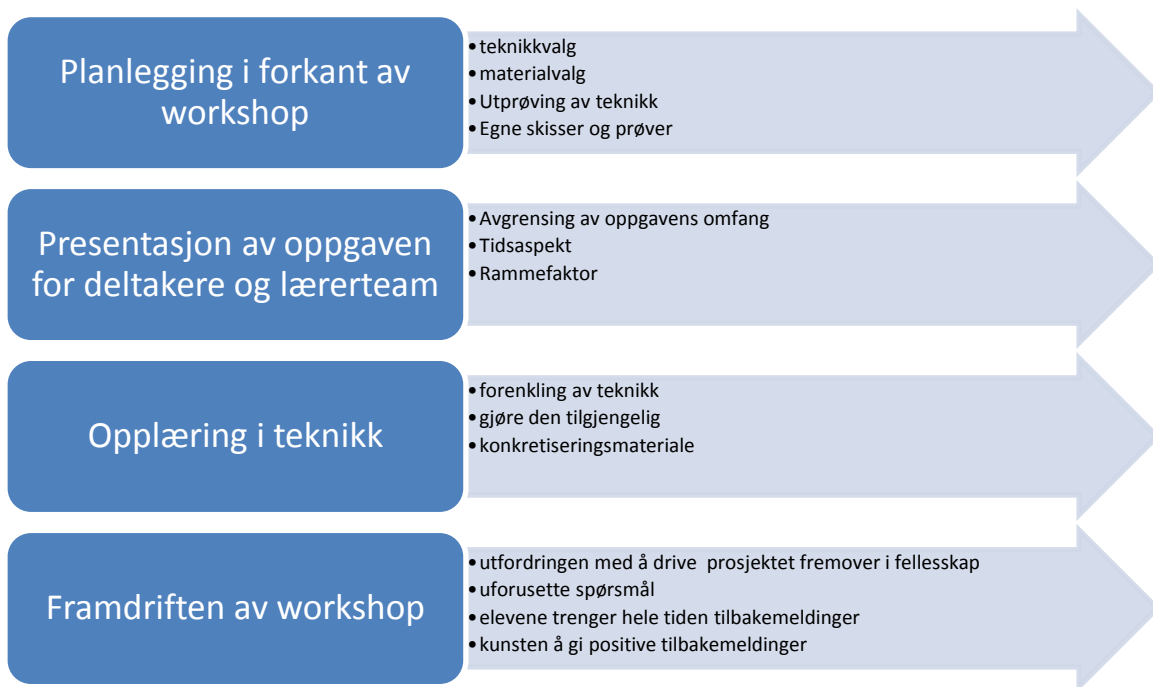 Planlegging i forkant av
workshop
• teknikkvalg
• materialvalg
• Utprøving av teknikk
• Egne skisser og prøver
Presentasjon av oppgaven
for deltakere og lærerteam
• Avgrensing av oppgavens omfang
• Tidsaspekt
• Rammefaktor
Opplæring i teknikk
• forenkling av teknikk
• gjøre den tilgjengelig
• konkretiseringsmateriale
Framdriften av workshop
• utfordringen med å drive prosjektet fremover i fellesskap
• uforusette spørsmål
• elevene trenger hele tiden tilbakemeldinger
• kunsten å gi positive tilbakemeldinger